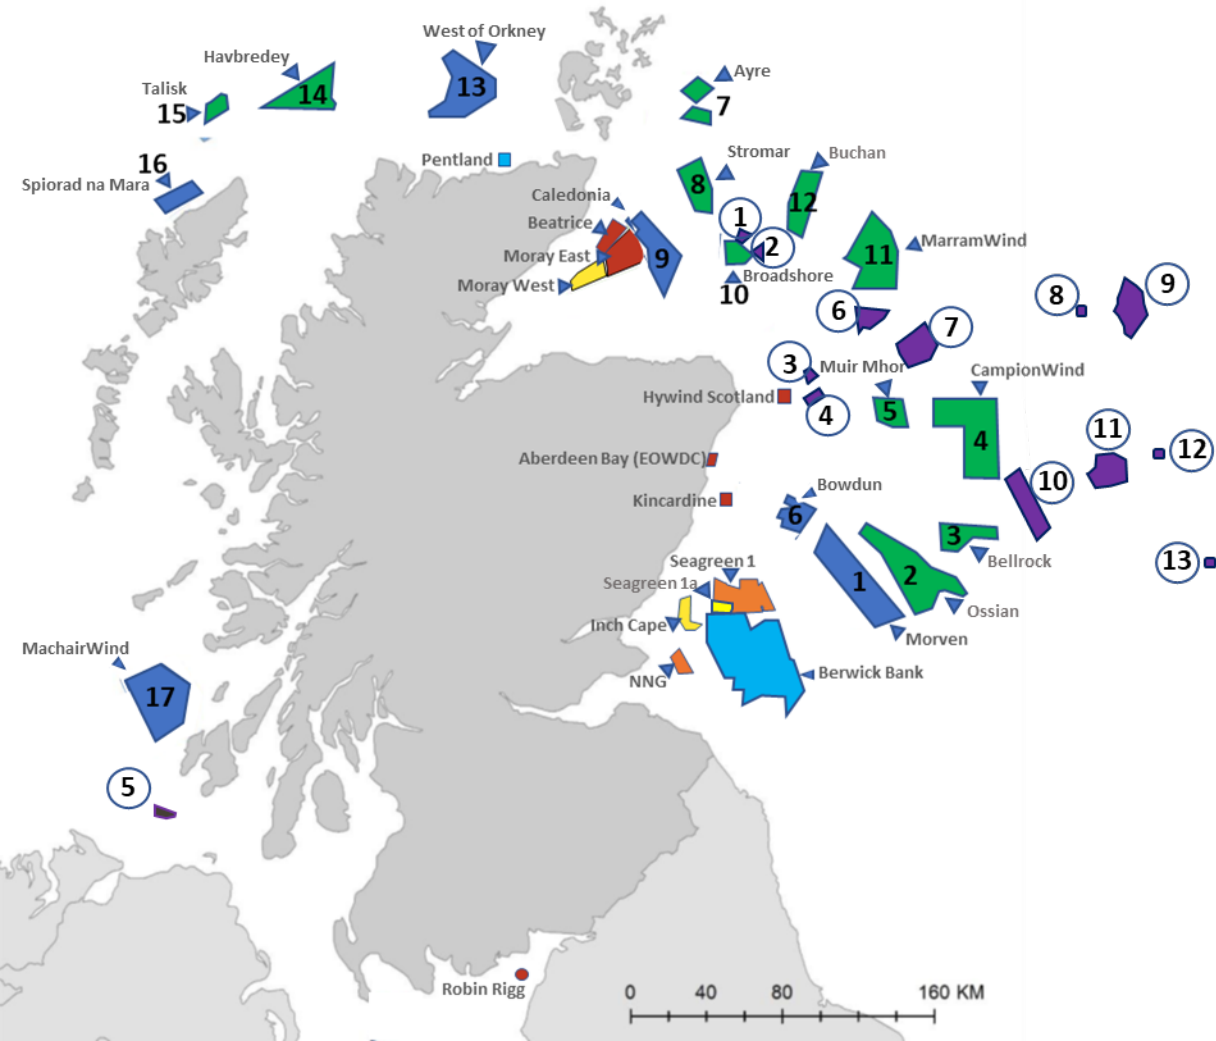 West of Orkney
Havbredey
Ayre
Talisk
13
14
15
7
Stromar
Buchan
16
Pentland
Spiorad na Mara
8
Caledonia
12
1
Beatrice
2
MarramWind
Moray East
9
11
Broadshore
Moray West
10
8
9
6
7
3
Muir Mhor
CampionWind
Hywind Scotland
5
4
4
11
12
Aberdeen Bay (EOWDC)
10
Bowdun
Kincardine
6
3
13
Seagreen 1
Bellrock
2
1
Seagreen 1a
Ossian
Inch Cape
Morven
MachairWind
NNG
Berwick Bank
17
5
Robin Rigg
0 40 80 160 KM